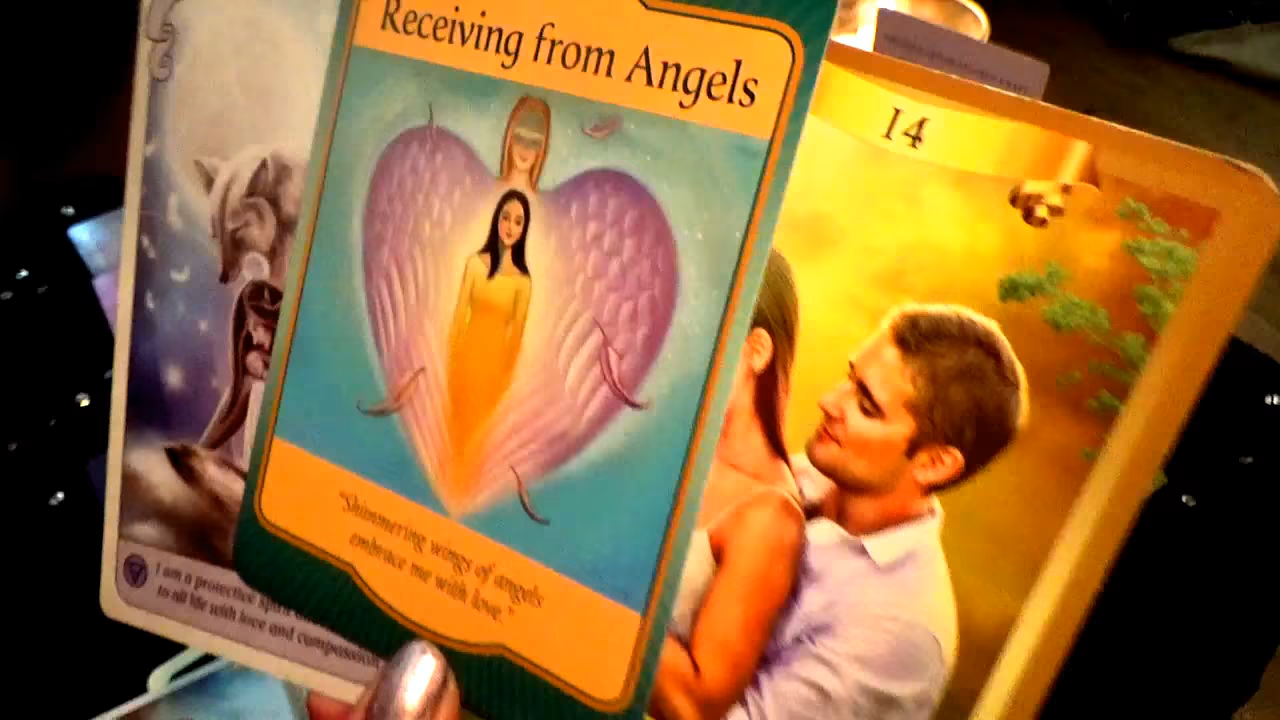 Receiving from Angels
14
"Shimmering wings of angels
embrace me with love."
I am a protective
to all life with love and compassion